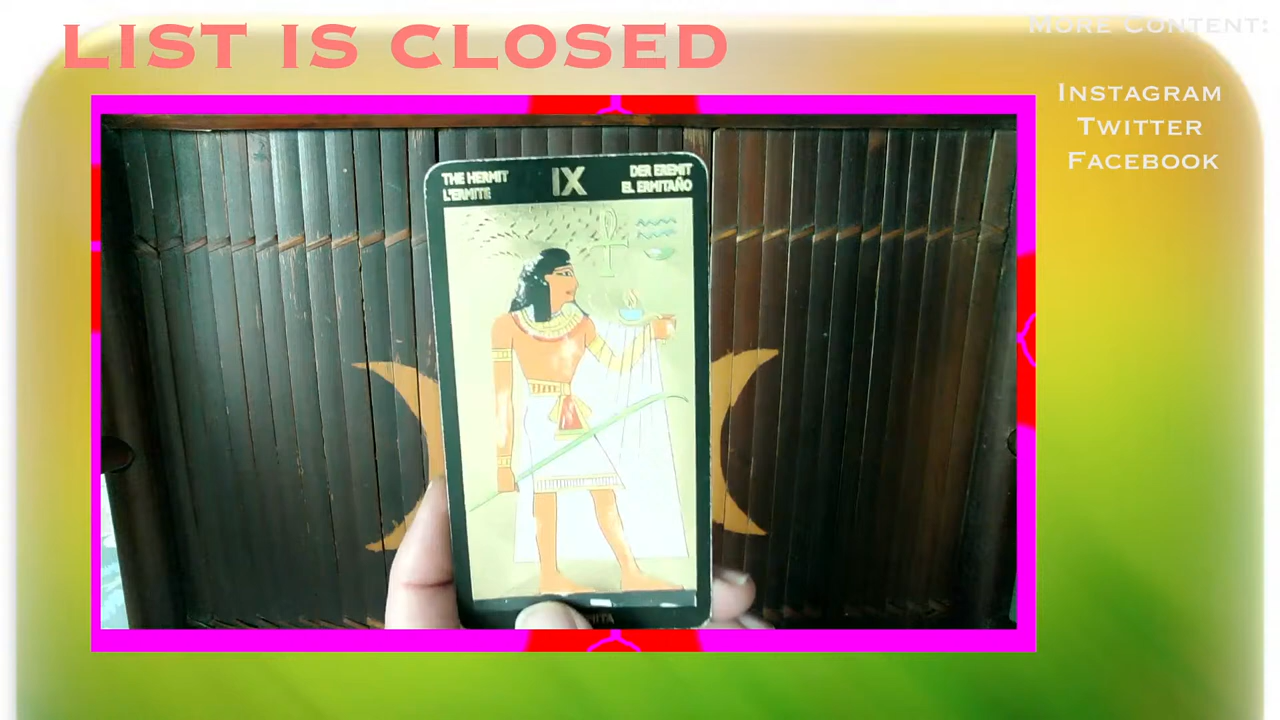 LIST IS CLOSED
MORE CONTENT:
INSTAGRAM
TWITTER
FACEBOOK
THE HERMIT
L'ERMITE
IX
DER EREMIT
EL ERMITAÑO